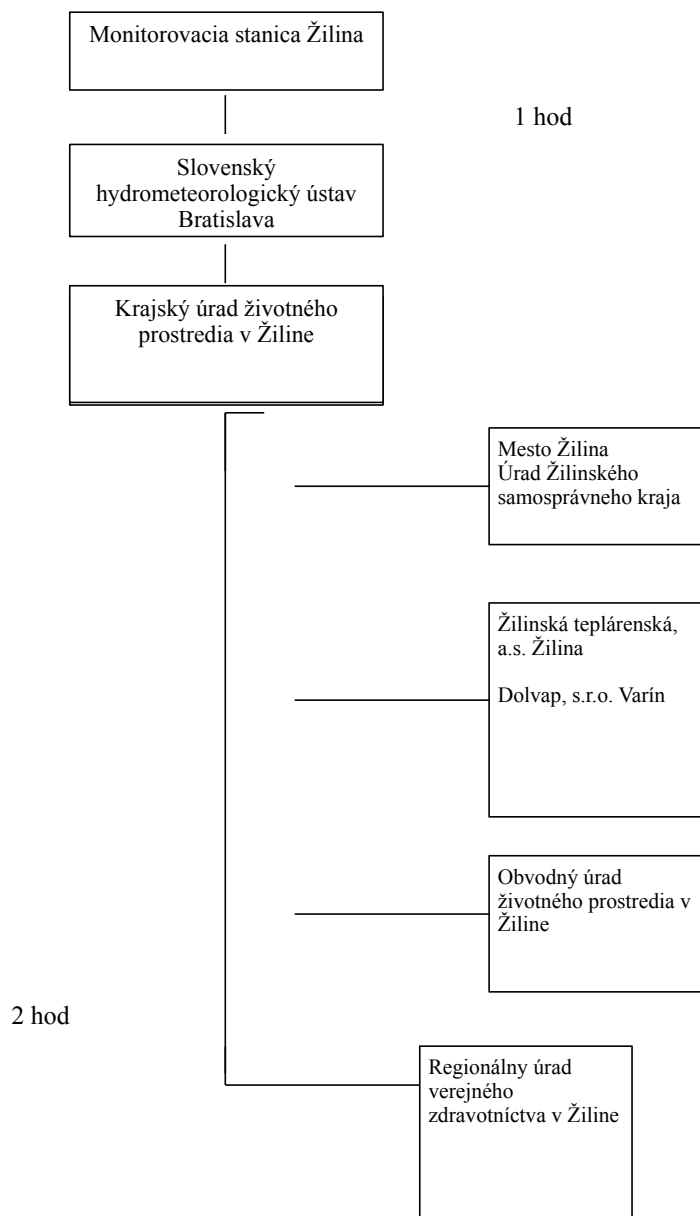 Monitorovacia stanica Žilina
1 hod
Slovenský
hydrometeorologický ústav
Bratislava
Krajský úrad životného
prostredia v Žiline
Mesto Žilina
Úrad Žilinského
samosprávneho kraja
Žilinská teplárenská,
a.s. Žilina
Dolvap, s.r.o. Varín
Obvodný úrad
životného prostredia v
Žiline
2 hod
Regionálny úrad
verejného
zdravotníctva v Žiline